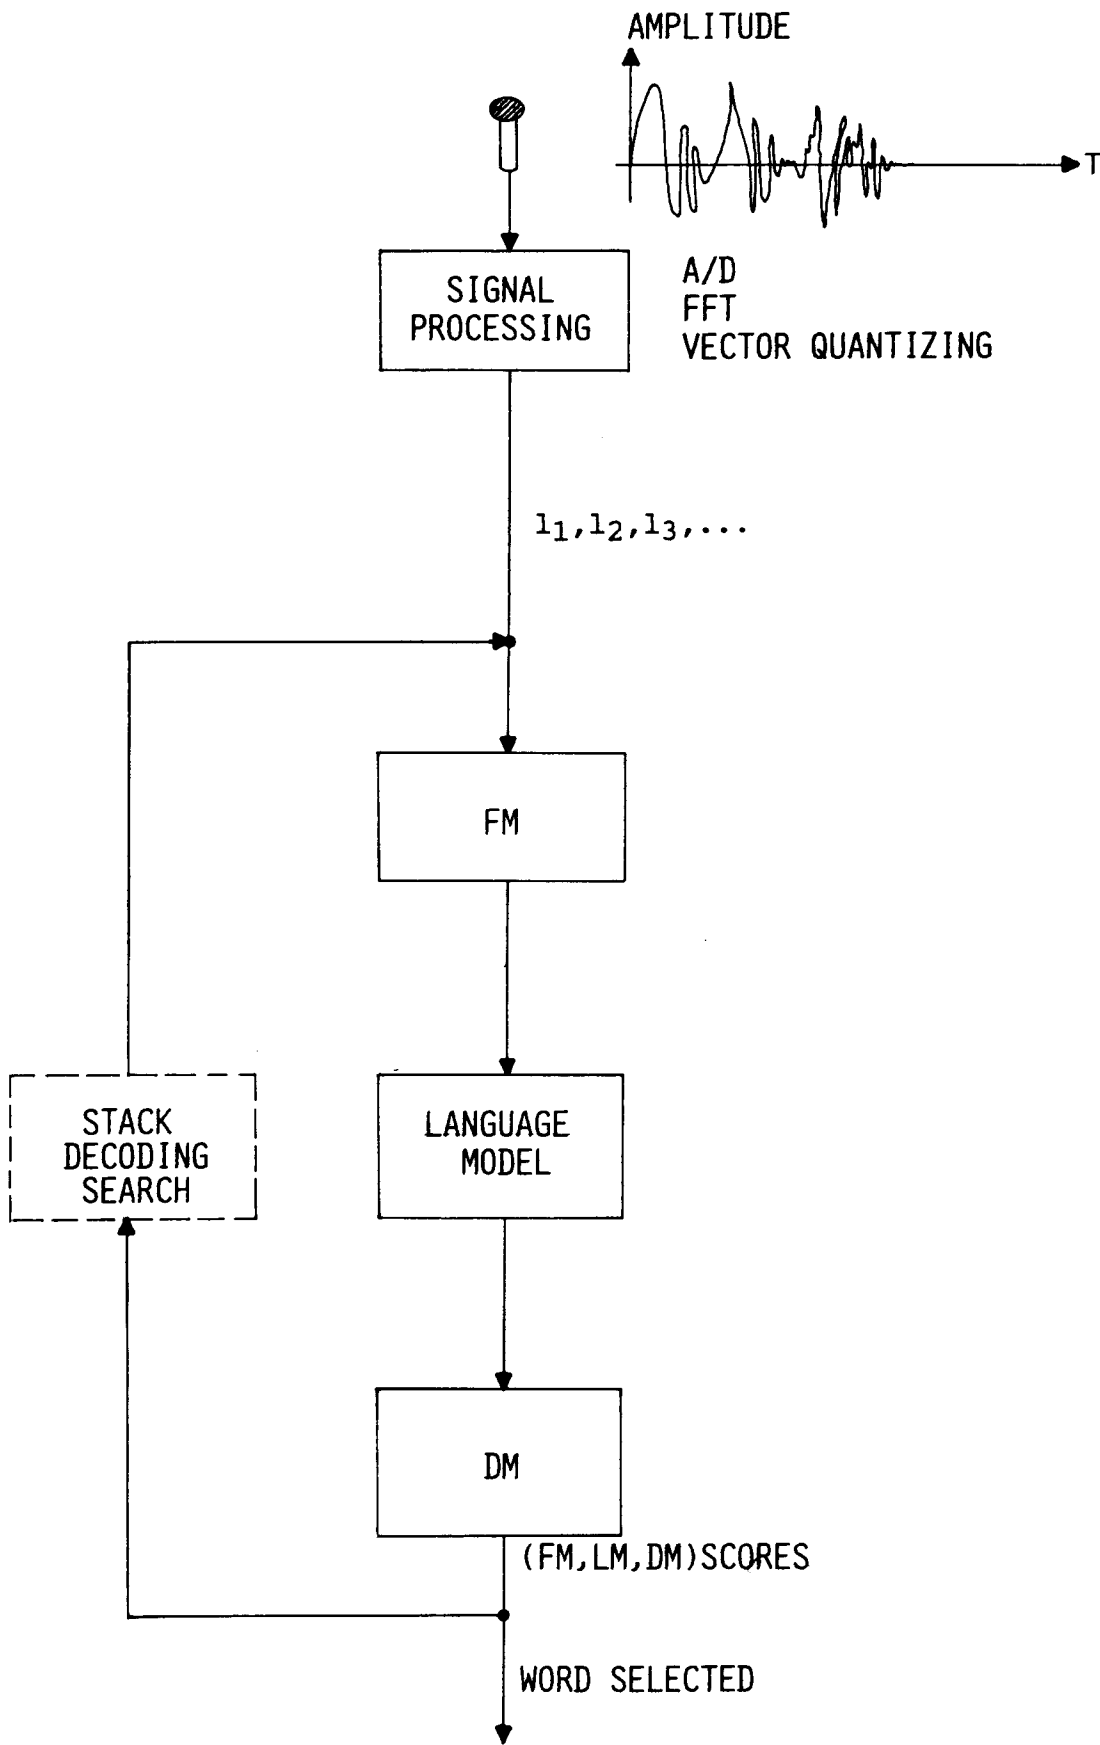 AMPLITUDE
T
SIGNAL
PROCESSING
A/D
FFT
VECTOR QUANTIZING
l1,l2,l3,...
FM
STACK
DECODING
SEARCH
LANGUAGE
MODEL
DM
(FM,LM,DM)SCORES
WORD SELECTED